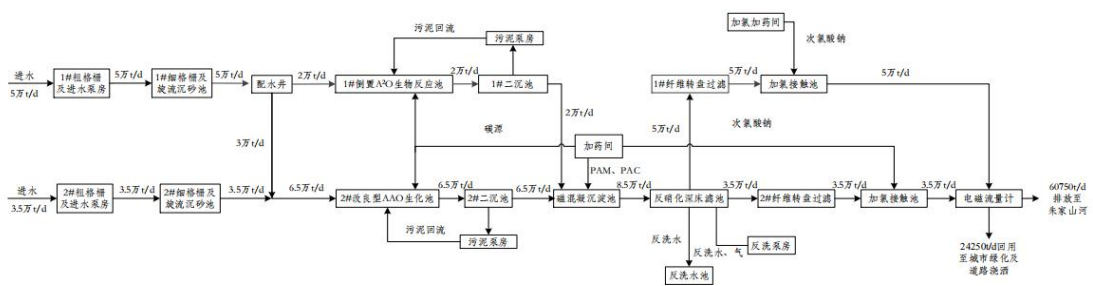 加氯加药间
次氯酸钠
污泥回流
污泥泵房
进水
5万t/d
1#粗格栅
及进水泵房
5万t/d
1#细格栅及
旋流沉砂池
5万t/d
配水井
2万t/d
1#倒置A²O生物反应池
2万t/d
1#二沉池
1#纤维转盘过滤
5万t/d
加氯接触池
5万t/d
2万t/d
3万t/d
碳源
加药间
PAM、PAC
5万t/d
次氯酸钠
进水
3.5万t/d
2#粗格栅
及进水泵房
3.5万t/d
2#细格栅及
旋流沉砂池
3.5万t/d
6.5万t/d
2#改良型AAO生化池
6.5万t/d
2#二沉池
6.5万t/d
磁混凝沉淀池
8.5万t/d
反硝化深床滤池
3.5万t/d
2#纤维转盘过滤
3.5万t/d
加氯接触池
3.5万t/d
电磁流量计
60750t/d
排放至
朱家山河
污泥回流
污泥泵房
反洗水
反洗水、气
反洗泵房
反洗水池
24250t/d回用
至城市绿化及
道路浇洒